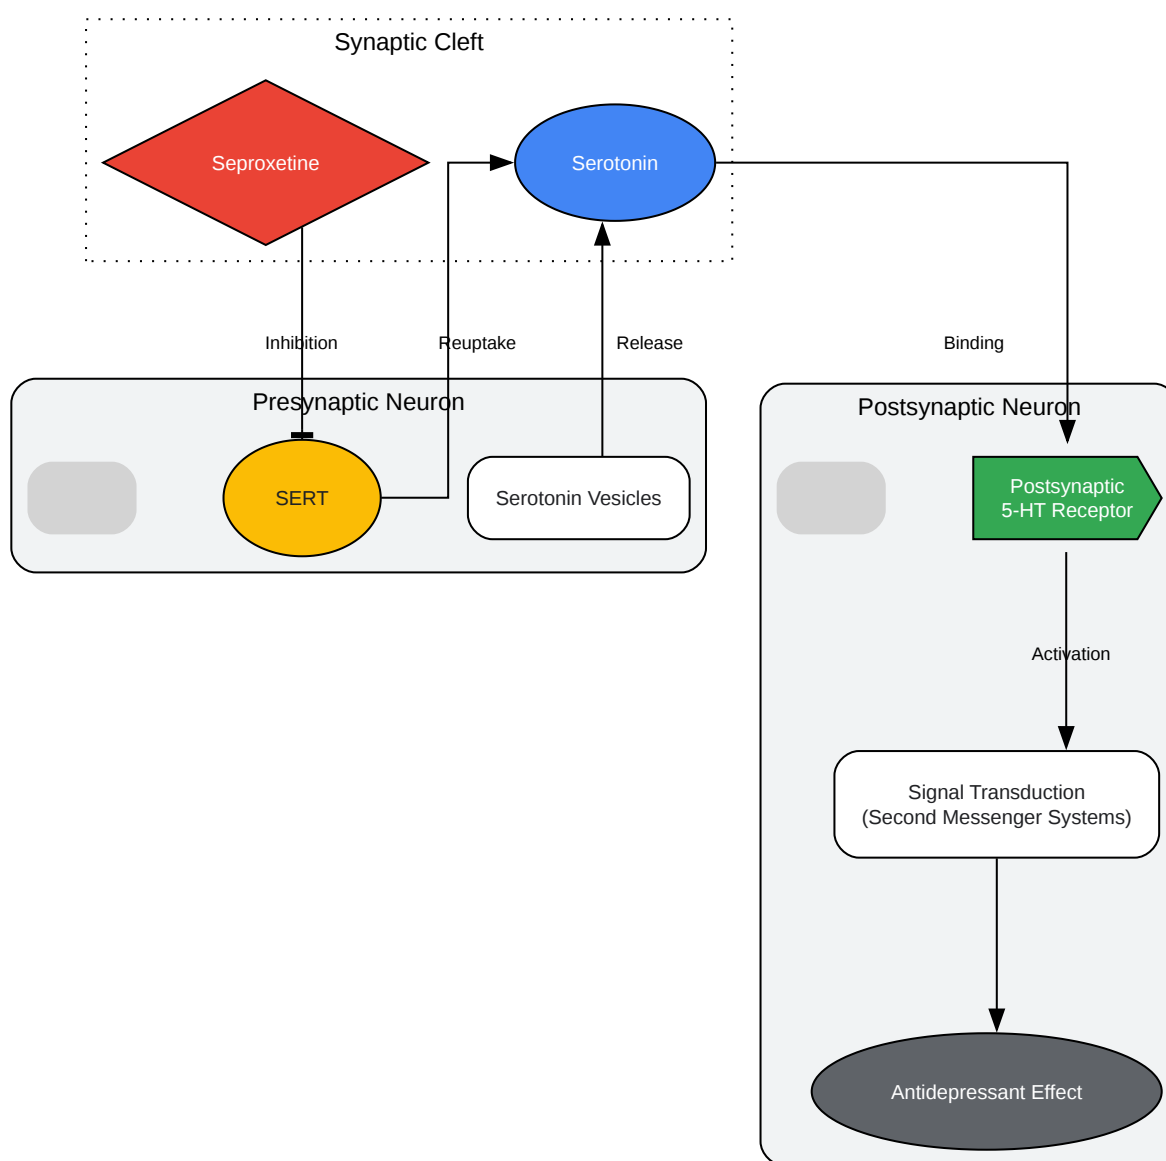 Synaptic Cleft
Seproxetine
Serotonin
Inhibition
Reuptake
Release
Binding
Presynaptic Neuron
Postsynaptic Neuron
SERT
Serotonin Vesicles
Postsynaptic
5-HT Receptor
Activation
Signal Transduction
(Second Messenger Systems)
Antidepressant Effect